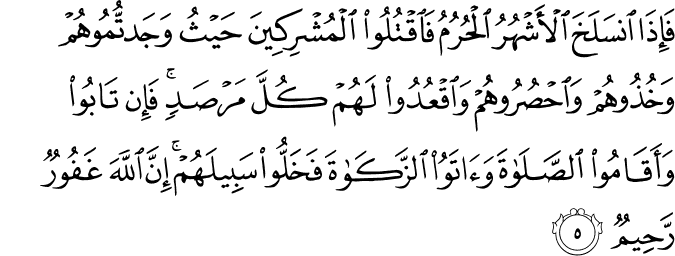 فَإِذَا ٱنسَلَخَ ٱلۡأَشۡهُرُ ٱلۡحُرُمُ فَٱقۡتُلُواْ ٱلۡمُشۡرِكِينَ حَيۡثُ وَجَدتُّمُوهُمۡ
وَخُذُوهُمۡ وَٱحۡصُرُوهُمۡ وَٱقۡعُدُواْ لَهُمۡ كُلَّ مَرۡصَدٖۚ فَإِن تَابُواْ
وَأَقَامُواْ ٱلصَّلَوٰةَ وَءَاتَوُاْ ٱلزَّكَوٰةَ فَخَلُّواْ سَبِيلَهُمۡۚ إِنَّ ٱللَّهَ غَفُورٞ
رَّحِيمٞ ٥